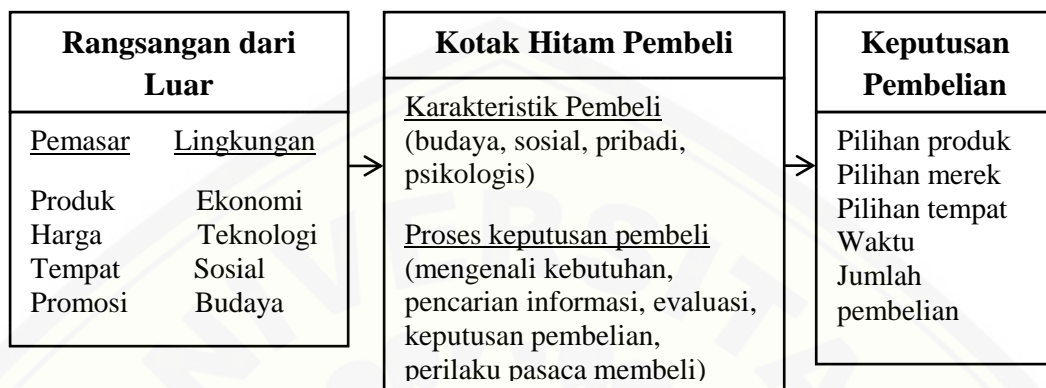 Rangsangan dari
Luar
Pemasar Lingkungan
Produk Ekonomi
Harga Teknologi
Tempat Sosial
Promosi Budaya
Kotak Hitam Pembeli
Karakteristik Pembeli
(budaya, sosial, pribadi,
psikologis)
Proses keputusan pembeli
(mengenali kebutuhan,
pencarian informasi, evaluasi,
keputusan pembelian,
perilaku pasaca membeli)
Keputusan
Pembelian
Pilihan produk
Pilihan merek
Pilihan tempat
Waktu
Jumlah
pembelian